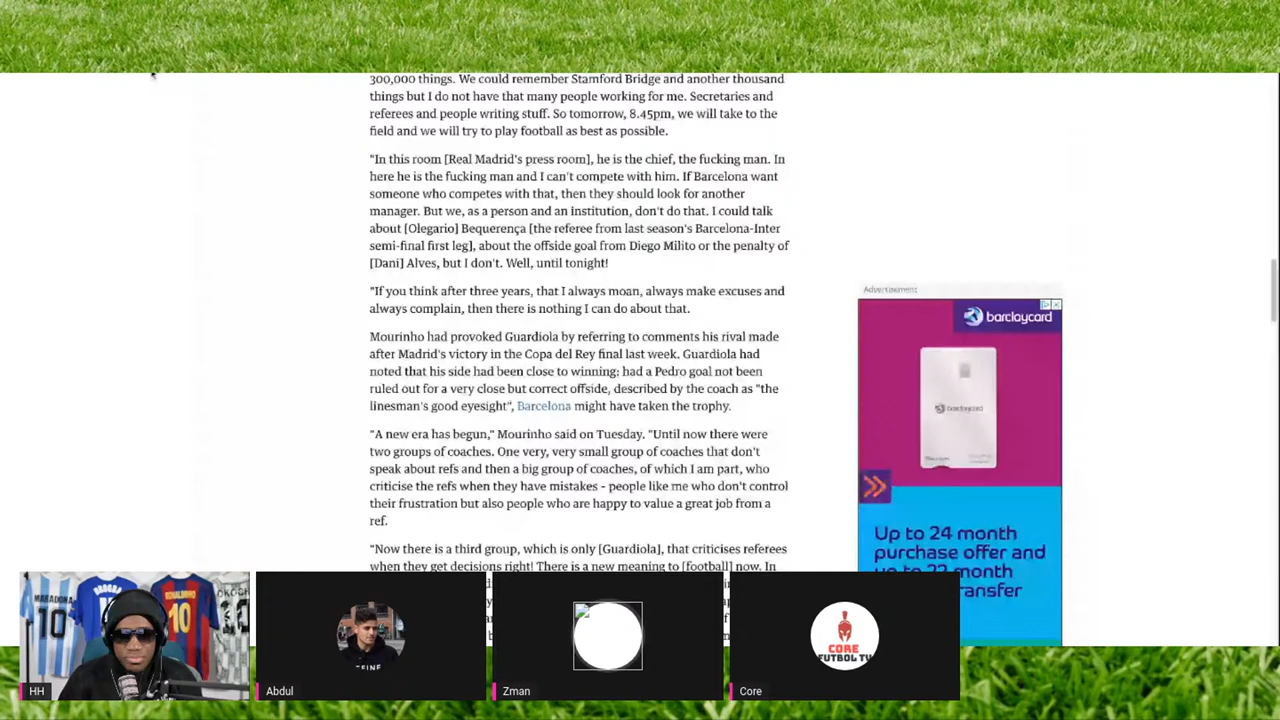 300,000 things. We could remember Stamford Bridge and another thousand
things but I do not have that many people working for me. Secretaries and
referees and people writing stuff. So tomorrow, 8.45pm, we will take to the
field and we will try to play football as best as possible.
"In this room [Real Madrid's press room], he is the chief, the fucking man. In
here he is the fucking man and I can't compete with him. If Barcelona want
someone who competes with that, then they should look for another
manager. But we, as a person and an institution, don't do that. I could talk
about [Olegario] Bequerença [the referee from last season's Barcelona-Inter
semi-final first leg], about the offside goal from Diego Milito or the penalty of
[Dani] Alves, but I don't. Well, until tonight!
"If you think after three years, that I always moan, always make excuses and
always complain, then there is nothing I can do about that.
Mourinho had provoked Guardiola by referring to comments his rival made
after Madrid's victory in the Copa del Rey final last week. Guardiola had
noted that his side had been close to winning: had a Pedro goal not been
ruled out for a very close but correct offside, described by the coach as "the
linesman's good eyesight", Barcelona might have taken the trophy.
"A new era has begun," Mourinho said on Tuesday. "Until now there were
two groups of coaches. One very, very small group of coaches that don't
speak about refs and then a big group of coaches, of which I am part, who
criticise the refs when they have mistakes – people like me who don't control
their frustration but also people who are happy to value a great job from a
ref.
"Now there is a third group, which is only [Guardiola], that criticises referees
when they get decisions right! There is a new meaning to [football] now. In
Advertisement
barclaycard
barclaycard
Up to 24 month
purchase offer and
MARADONA
10
DROGBA
RONALDINHO
10
OKOCHA
HH
Abdul
Zman
CORE
FUTBOL TV
Core